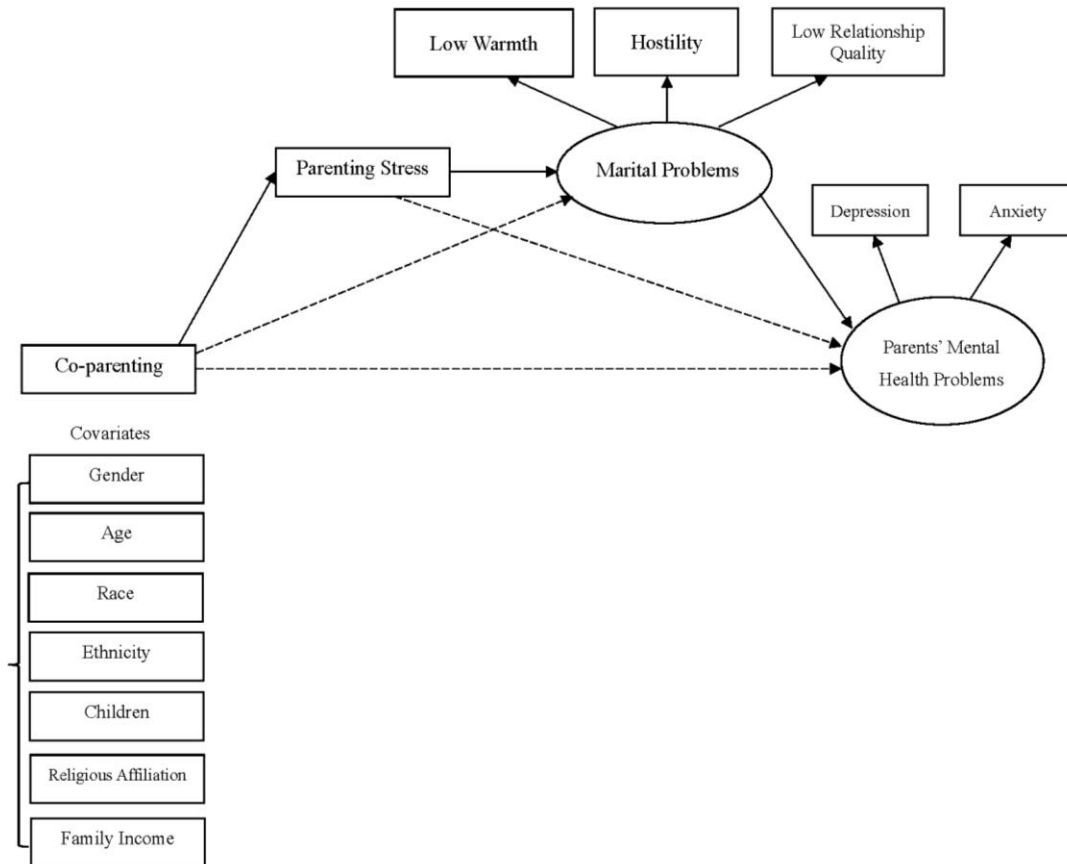 Low Warmth
Hostility
Low Relationship
Quality
Parenting Stress
Marital Problems
Depression
Anxiety
Co-parenting
Parents’ Mental
Health Problems
Covariates
Gender
Age
Race
Ethnicity
Children
Religious Affiliation
Family Income